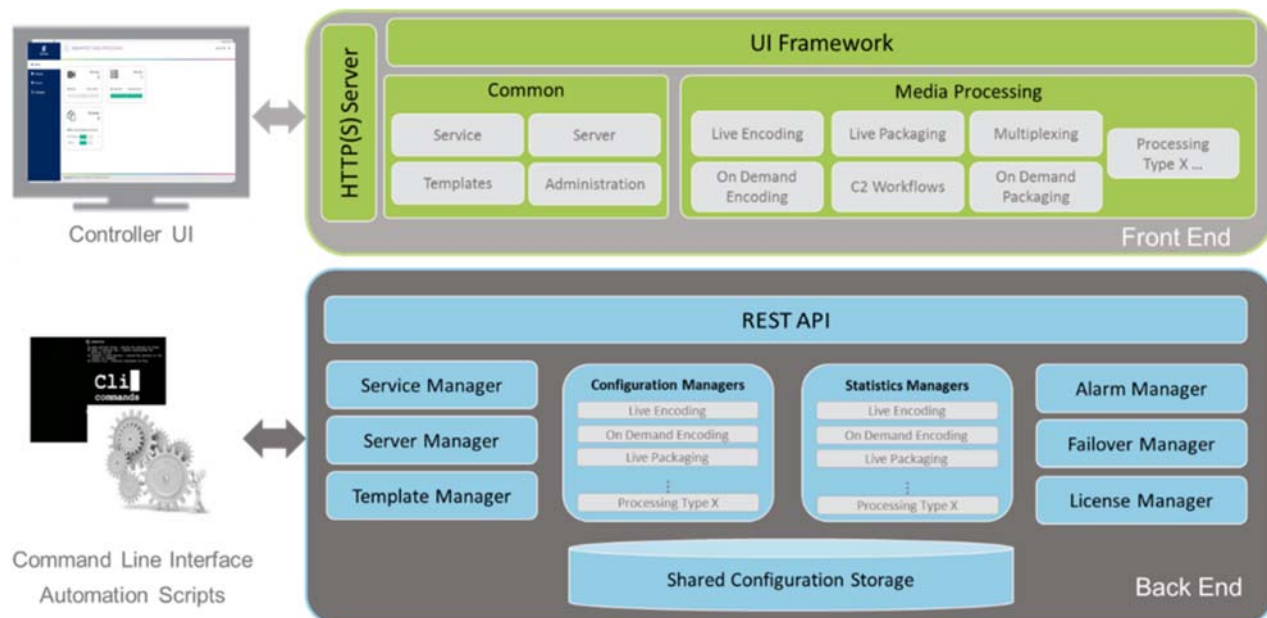 UI Framework
HTTP(S) Server
Common
Service
Server
Templates
Administration
Media Processing
Live Encoding
Live Packaging
Multiplexing
Processing
Type X ...
On Demand
Encoding
C2 Workflows
On Demand
Packaging
Controller UI
Front End
REST API
Cli
commands
Service Manager
Server Manager
Template Manager
Configuration Managers
Live Encoding
On Demand Encoding
Live Packaging
⋮
Processing Type X
Statistics Managers
Live Encoding
On Demand Encoding
Live Packaging
⋮
Processing Type X
Alarm Manager
Failover Manager
License Manager
Command Line Interface
Automation Scripts
Shared Configuration Storage
Back End